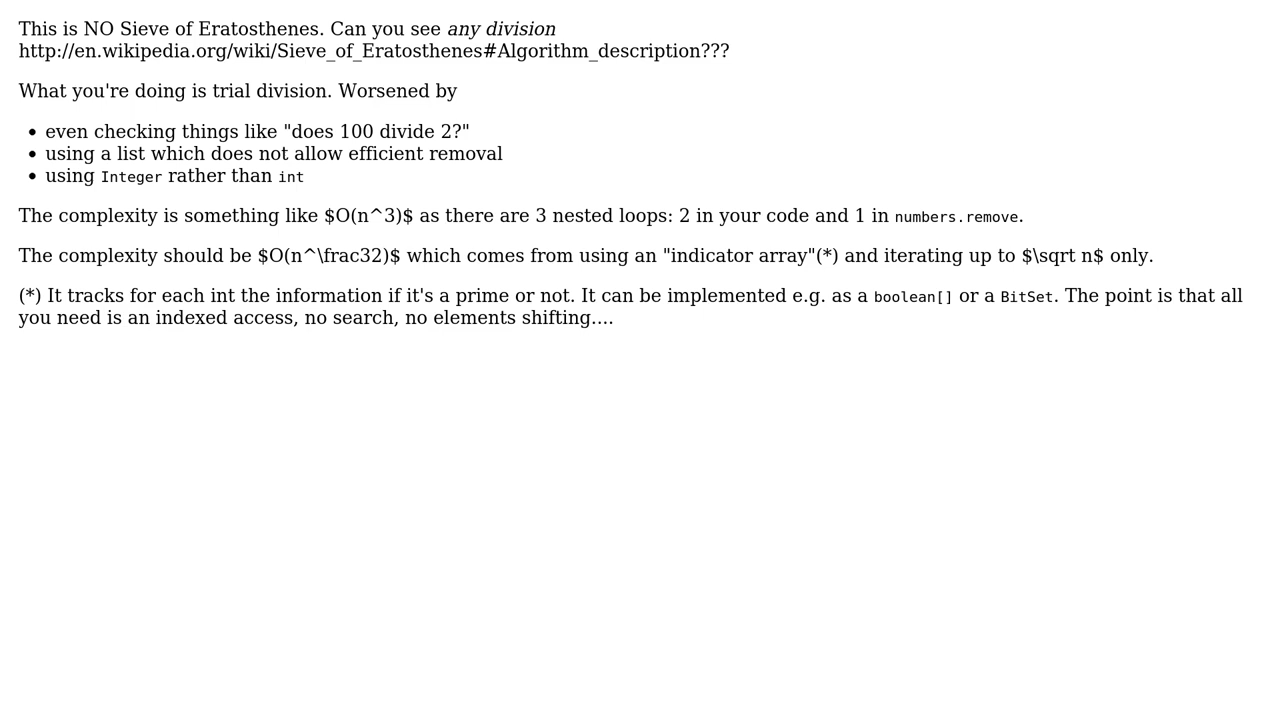 This is NO Sieve of Eratosthenes. Can you see any division
http://en.wikipedia.org/wiki/Sieve_of_Eratosthenes#Algorithm_description???
What you're doing is trial division. Worsened by
• even checking things like "does 100 divide 2?"
• using a list which does not allow efficient removal
• using Integer rather than int
The complexity is something like $O(n^3)$ as there are 3 nested loops: 2 in your code and 1 in numbers.remove.
The complexity should be $O(n^\frac32)$ which comes from using an "indicator array"(*) and iterating up to $\sqrt n$ only.
(*) It tracks for each int the information if it's a prime or not. It can be implemented e.g. as a boolean[] or a BitSet. The point is that all
you need is an indexed access, no search, no elements shifting....